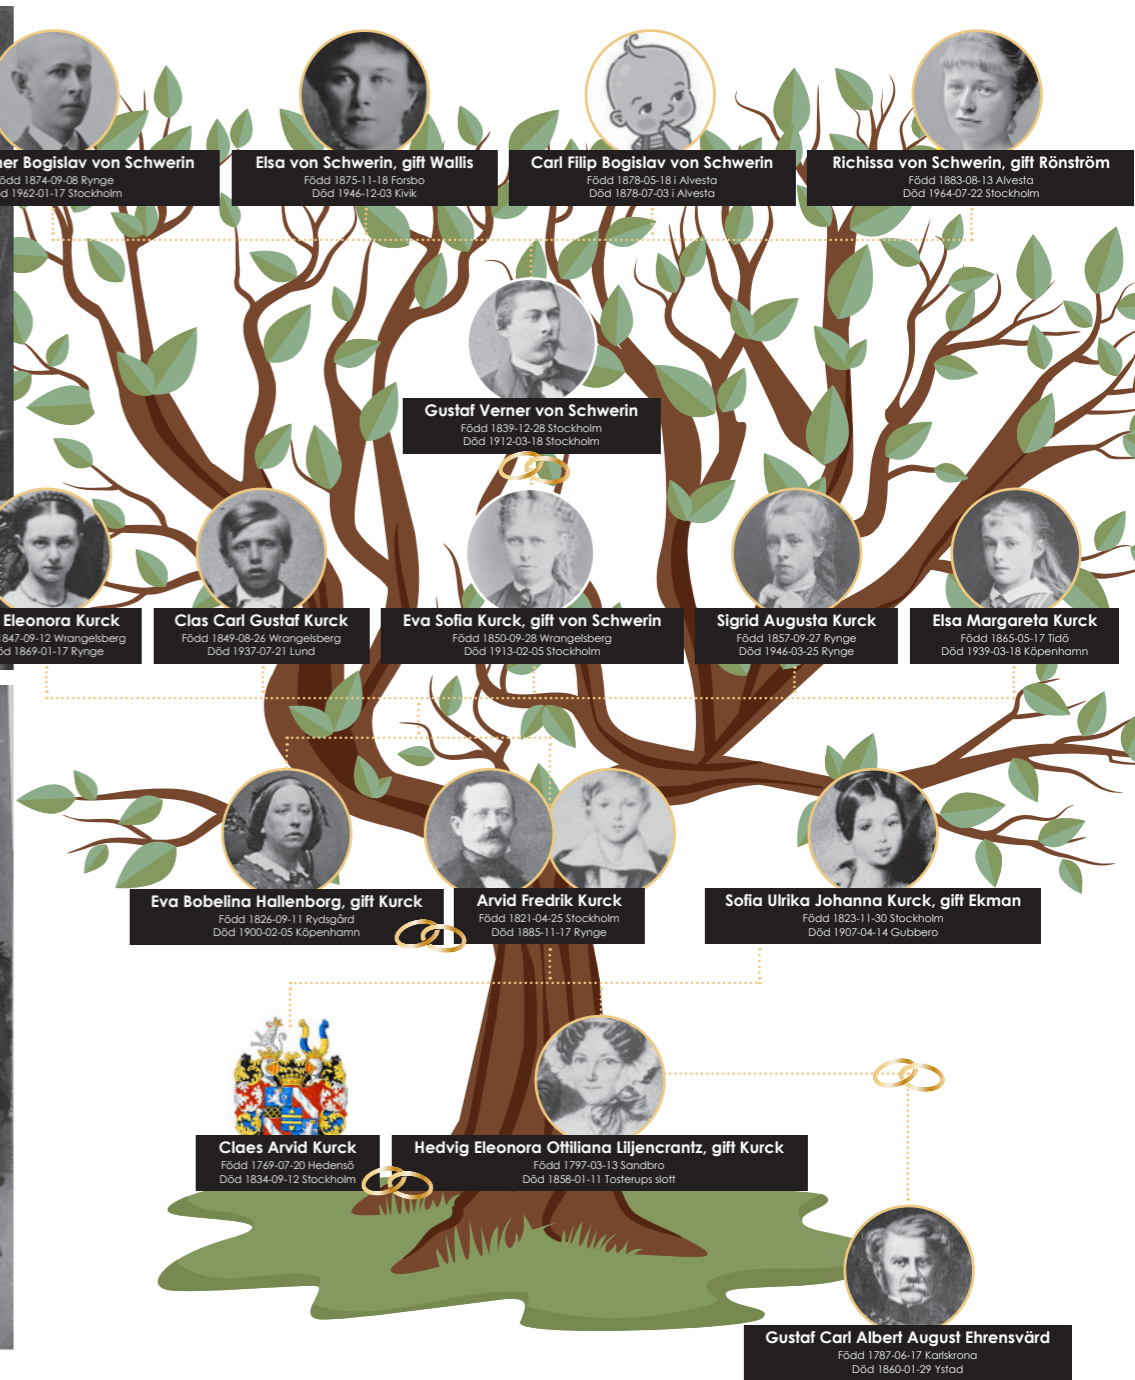 ner Bogislav von Schwerin
Född 1874-09-08 Rynge
d 1962-01-17 Stockholm
Elsa von Schwerin, gift Wallis
Född 1875-11-18 Forsbo
Död 1946-12-03 Kivik
Carl Filip Bogislav von Schwerin
Född 1878-05-18 i Alvesta
Död 1878-07-03 i Alvesta
Richissa von Schwerin, gift Rönström
Född 1883-08-13 Alvesta
Död 1964-07-22 Stockholm
Gustaf Verner von Schwerin
Född 1839-12-28 Stockholm
Död 1912-03-18 Stockholm
Eleonora Kurck
1847-09-12 Wrangelsberg
öd 1869-01-17 Rynge
Clas Carl Gustaf Kurck
Född 1849-08-26 Wrangelsberg
Död 1937-07-21 Lund
Eva Sofia Kurck, gift von Schwerin
Född 1850-09-28 Wrangelsberg
Död 1913-02-05 Stockholm
Sigrid Augusta Kurck
Född 1857-09-27 Rynge
Död 1946-03-25 Rynge
Elsa Margareta Kurck
Född 1865-05-17 Tidö
Död 1939-03-18 Köpenhamn
Eva Bobelina Hallenborg, gift Kurck
Född 1826-09-11 Rydsgård
Död 1900-02-05 Köpenhamn
Arvid Fredrik Kurck
Född 1821-04-25 Stockholm
Död 1885-11-17 Rynge
Sofia Ulrika Johanna Kurck, gift Ekman
Född 1823-11-30 Stockholm
Död 1907-04-14 Gubbero
Claes Arvid Kurck
Född 1769-07-20 Hedensö
Död 1834-09-12 Stockholm
Hedvig Eleonora Ottiliana Liljencrantz, gift Kurck
Född 1797-03-13 Sandbro
Död 1858-01-11 Tosterups slott
Gustaf Carl Albert August Ehrensvärd
Född 1787-06-17 Karlskrona
Död 1860-01-29 Ystad